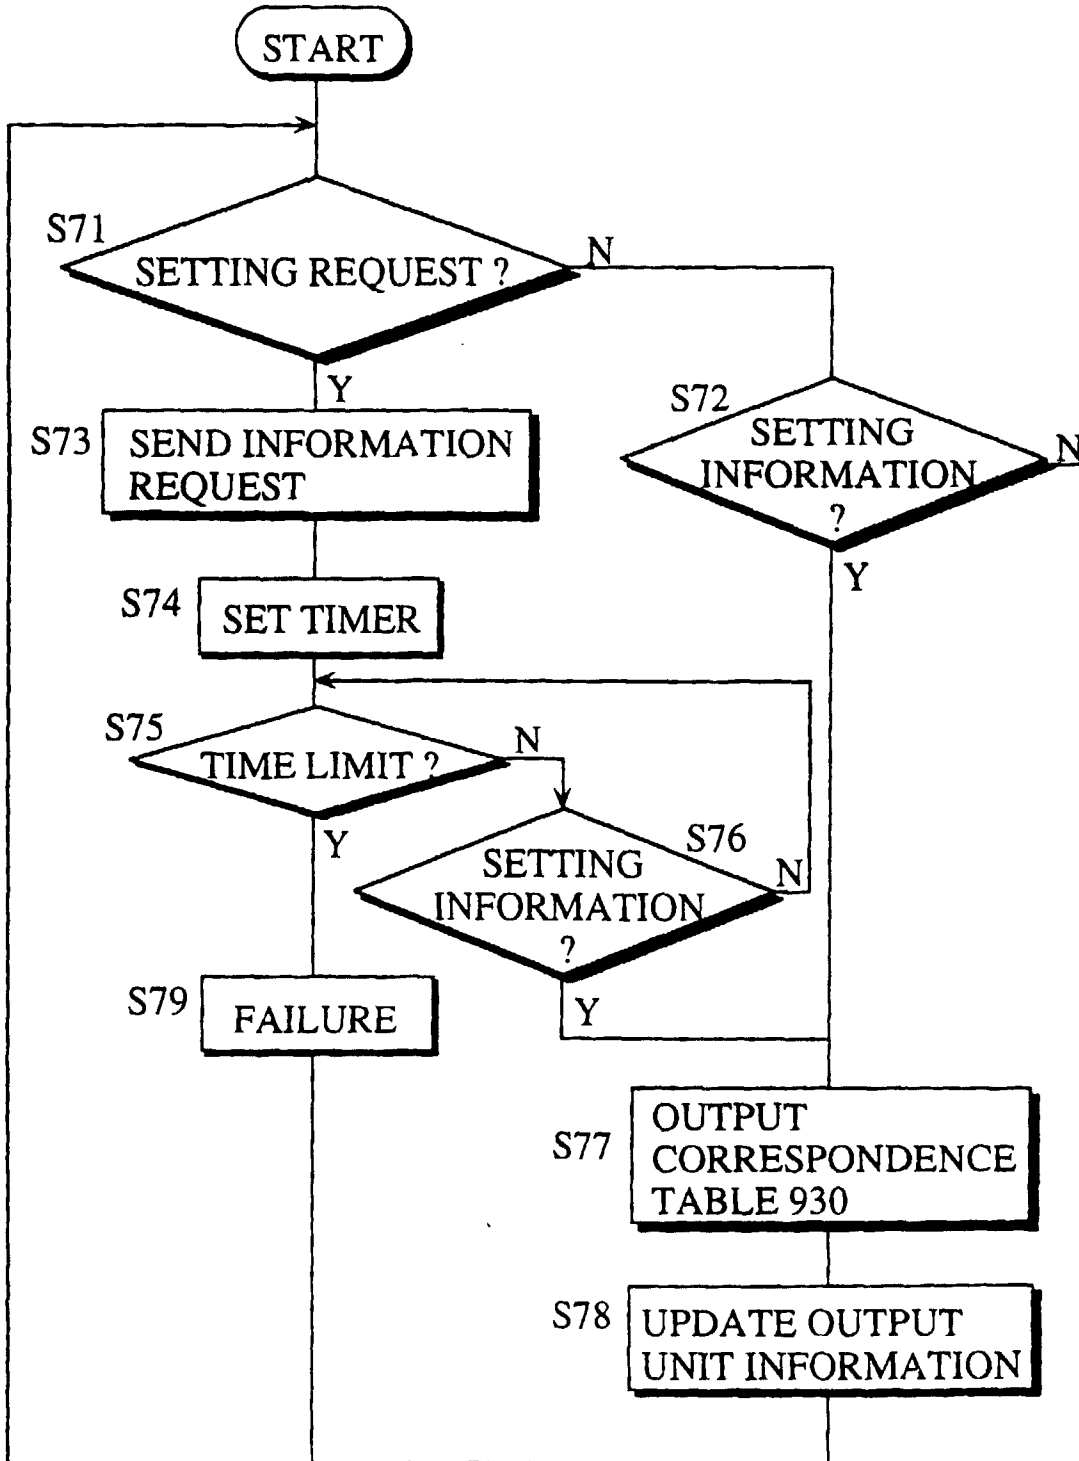 START
S71
SETTING REQUEST ?
N
Y
S72
SETTING
INFORMATION
?
N
Y
S73
SEND INFORMATION
REQUEST
S74
SET TIMER
S75
TIME LIMIT ?
N
Y
S76
SETTING
INFORMATION
?
N
Y
S79
FAILURE
S77
OUTPUT
CORRESPONDENCE
TABLE 930
S78
UPDATE OUTPUT
UNIT INFORMATION